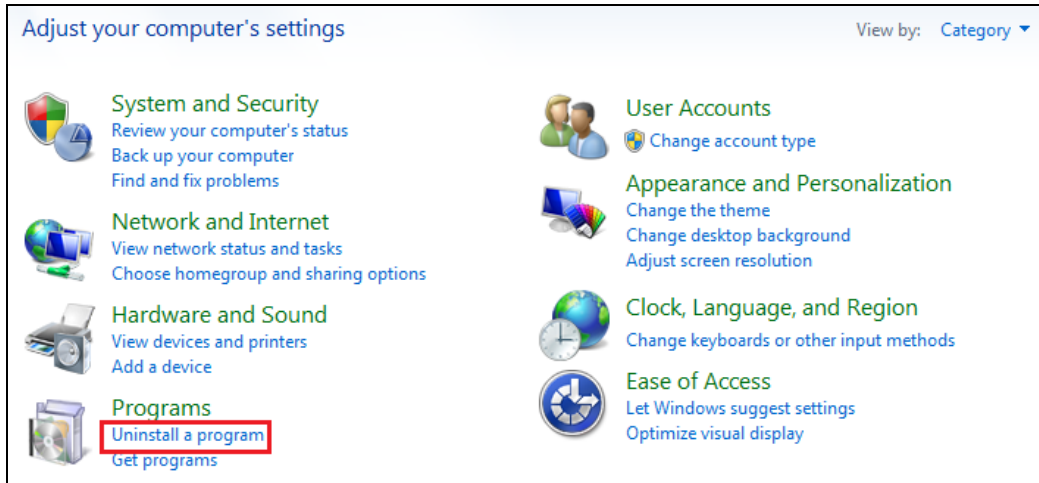 Adjust your computer's settings
View by: Category
System and Security
Review your computer's status
Back up your computer
Find and fix problems
Network and Internet
View network status and tasks
Choose homegroup and sharing options
Hardware and Sound
View devices and printers
Add a device
Programs
Uninstall a program
Get programs
User Accounts
Change account type
Appearance and Personalization
Change the theme
Change desktop background
Adjust screen resolution
Clock, Language, and Region
Change keyboards or other input methods
Ease of Access
Let Windows suggest settings
Optimize visual display